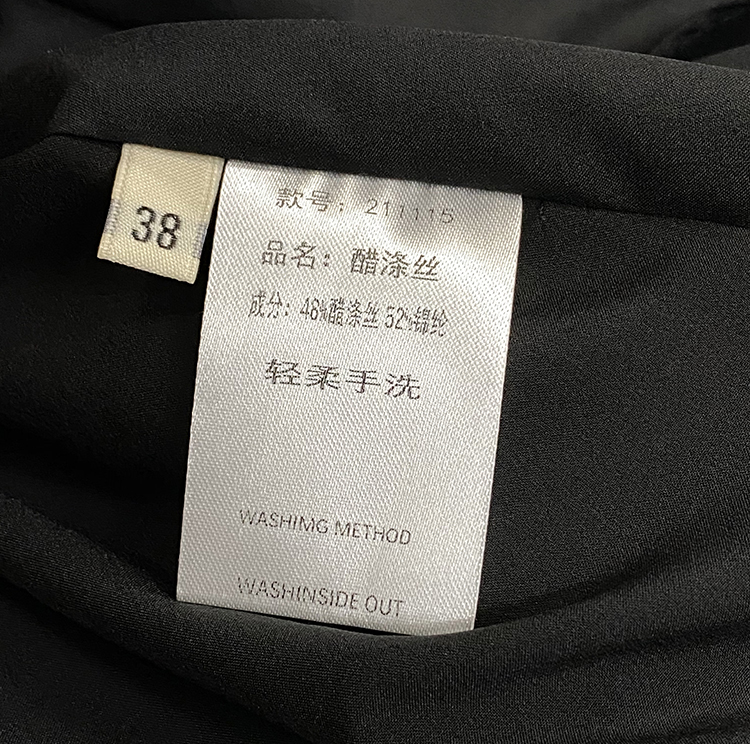 38
款号：211115
品名：醋涤丝
成分：48%醋涤丝 52%锦纶
轻柔手洗
WASHIMG METHOD
WASHINSIDE OUT